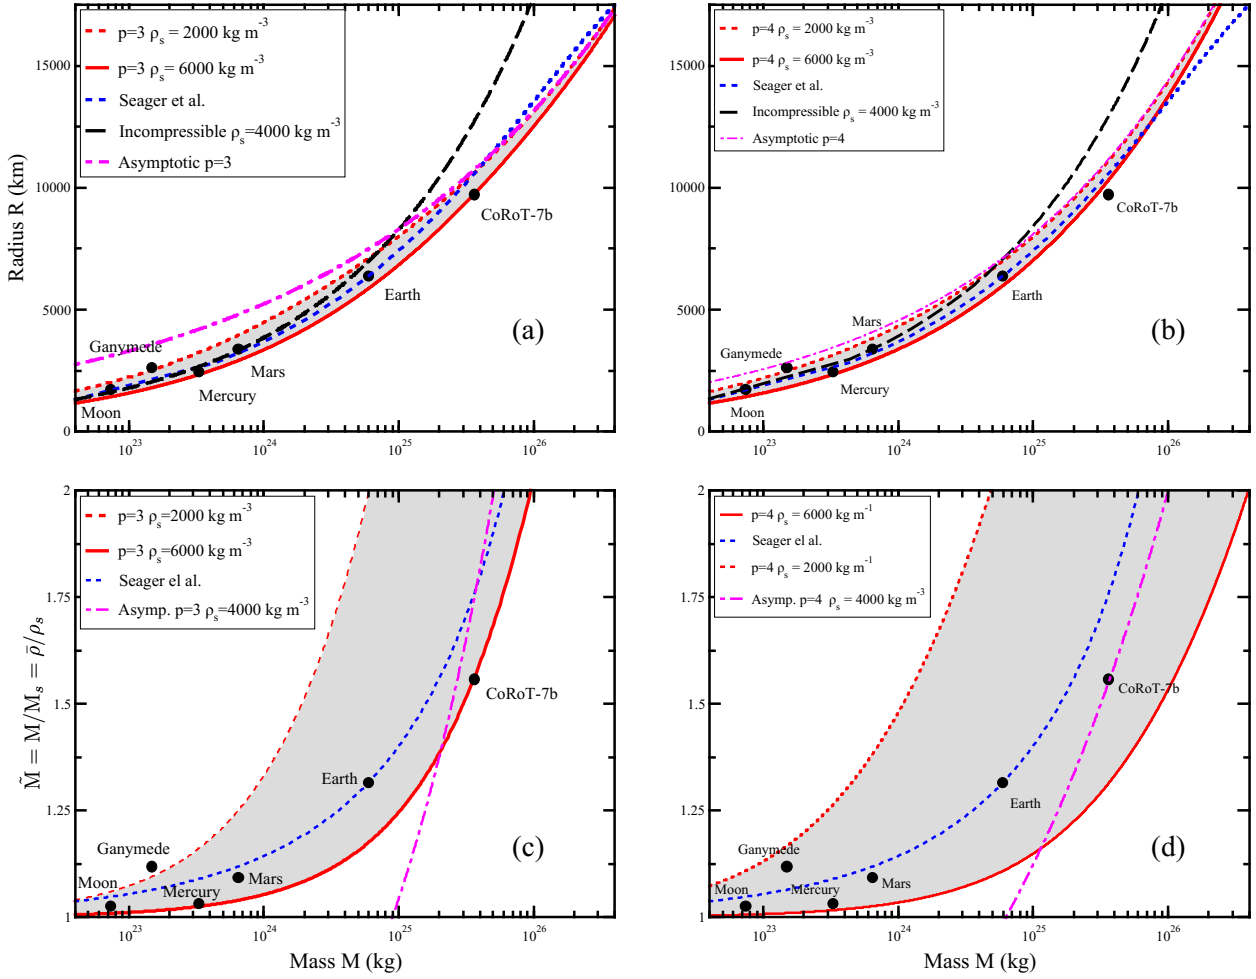 p=3 ρs = 2000 kg m-3
p=3 ρs = 6000 kg m-3
Seager et al.
Incompressible ρs=4000 kg m-3
Asymptotic p=3
Radius R (km)
15000
10000
5000
0
10^23
10^24
10^25
10^26
Ganymede
Moon
Mercury
Mars
Earth
CoRoT-7b
(a)
p=4 ρs = 2000 kg m-3
p=4 ρs = 6000 kg m-3
Seager et al.
Incompressible ρs = 4000 kg m-3
Asymptotic p=4
15000
10000
5000
0
10^23
10^24
10^25
10^26
Ganymede
Moon
Mars
Mercury
Earth
CoRoT-7b
(b)
p=3 ρs=2000 kg m-3
p=3 ρs=6000 kg m-3
Seager el al.
Asymp. p=3 ρs=4000 kg m-3
M̃ = M/Ms = ρ̄/ρs
2
1.75
1.5
1.25
1
10^23
10^24
10^25
10^26
Ganymede
Moon
Mercury
Mars
Earth
CoRoT-7b
(c)
Mass M (kg)
p=4 ρs = 6000 kg m-1
Seager el al.
p=4 ρs = 2000 kg m-1
Asymp. p=4 ρs = 4000 kg m-3
2
1.75
1.5
1.25
1
10^23
10^24
10^25
10^26
Ganymede
Moon
Mercury
Mars
Earth
CoRoT-7b
(d)
Mass M (kg)